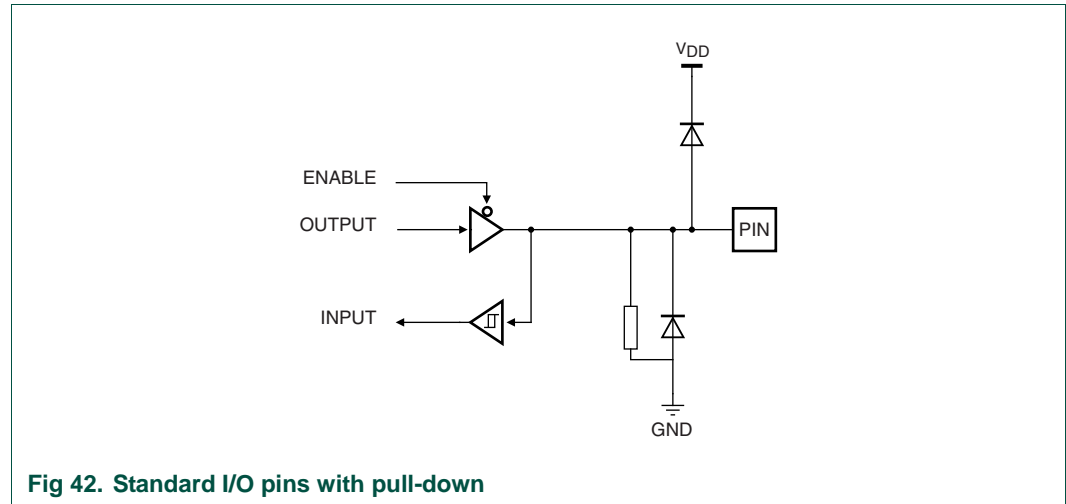 VDD
ENABLE
OUTPUT
PIN
INPUT
GND
Fig 42. Standard I/O pins with pull-down